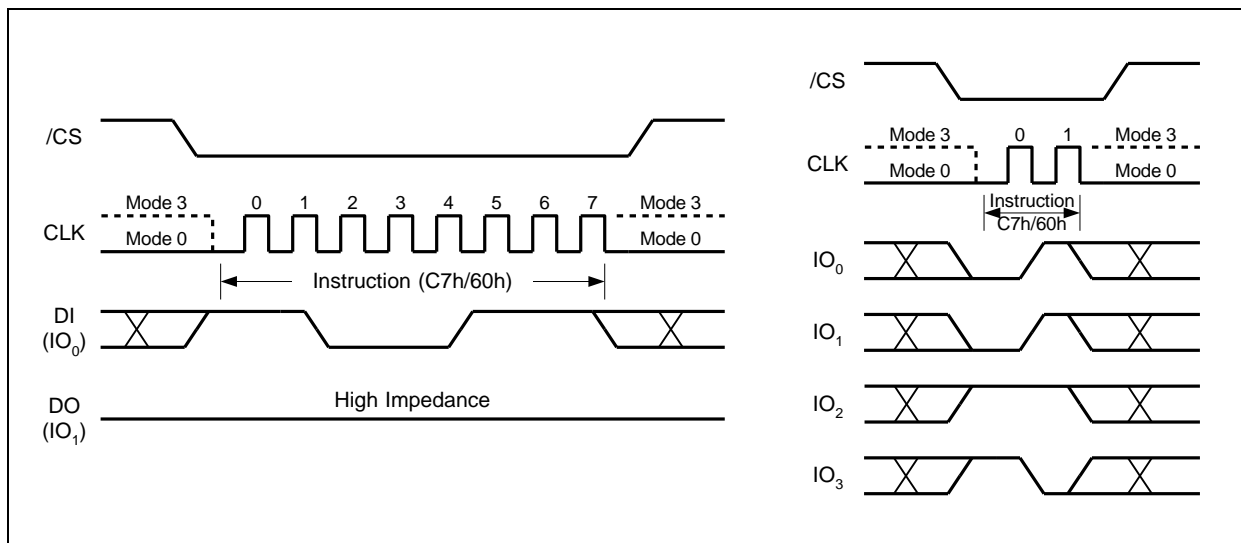 /CS
Mode 3 0 1 2 3 4 5 6 7 Mode 3
CLK Mode 0 Mode 0
Instruction (C7h/60h)
DI
(IO0)
High Impedance
DO
(IO1)
/CS
Mode 3 0 1 Mode 3
CLK Mode 0 Mode 0
Instruction
C7h/60h
IO0
IO1
IO2
IO3